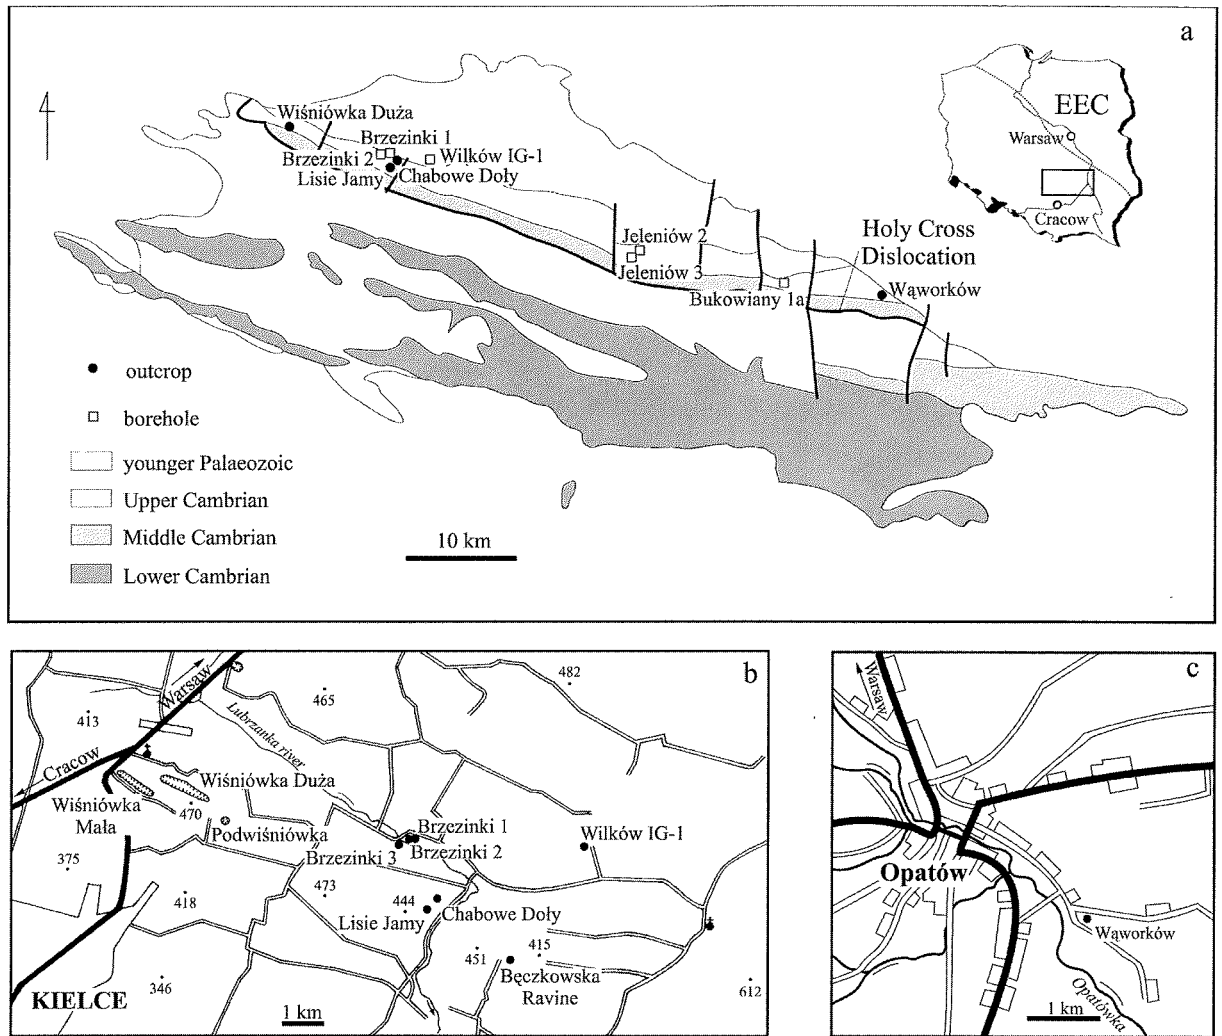 a
EEC
Warsaw
Cracow
Wiśniówka Duża
Brzezinki 1
Brzezinki 2
Wilków IG-1
Lisie Jamy
Chabowe Doły
Jeleniów 2
Jeleniów 3
Holy Cross
Dislocation
Bukowiany 1a
Wąworków
outcrop
borehole
younger Palaeozoic
Upper Cambrian
Middle Cambrian
Lower Cambrian
10 km
b
Warsaw
465
482
413
Lubrzanka river
Cracow
Wiśniówka Duża
Wiśniówka
Mała
470
Podwiśniówka
Brzezinki 1
Brzezinki 2
Brzezinki 3
Wilków IG-1
375
473
444
418
Lisie Jamy
Chabowe Doły
451
415
Bęczkowska
Ravine
346
612
KIELCE
1 km
c
Warsaw
Opatów
Wąworków
Opatówka
1 km